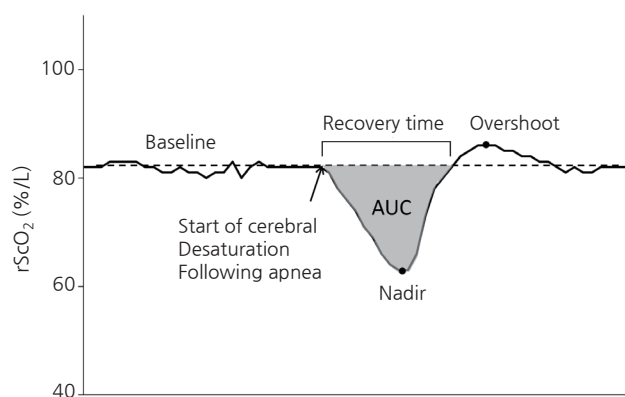 100
80
60
40
rScO₂ (%/L)
Baseline
Recovery time
Overshoot
AUC
Start of cerebral
Desaturation
Following apnea
Nadir